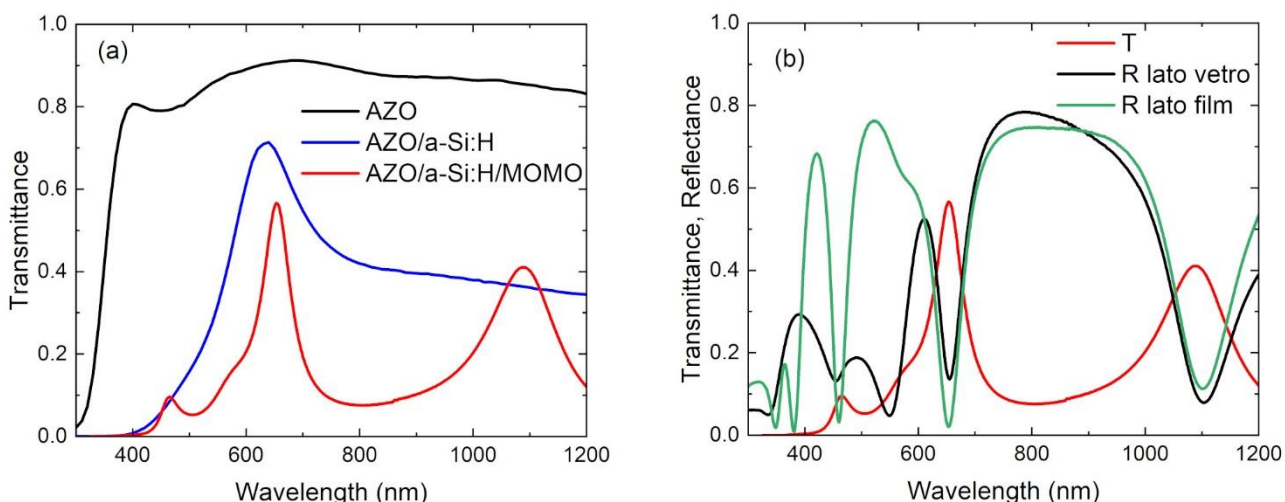 (a)
1.0
0.8
0.6
0.4
0.2
0.0
Transmittance
AZO
AZO/a-Si:H
AZO/a-Si:H/MOMO
400
600
800
1000
1200
Wavelength (nm)
(b)
1.0
0.8
0.6
0.4
0.2
0.0
Transmittance, Reflectance
T
R lato vetro
R lato film
400
600
800
1000
1200
Wavelength (nm)